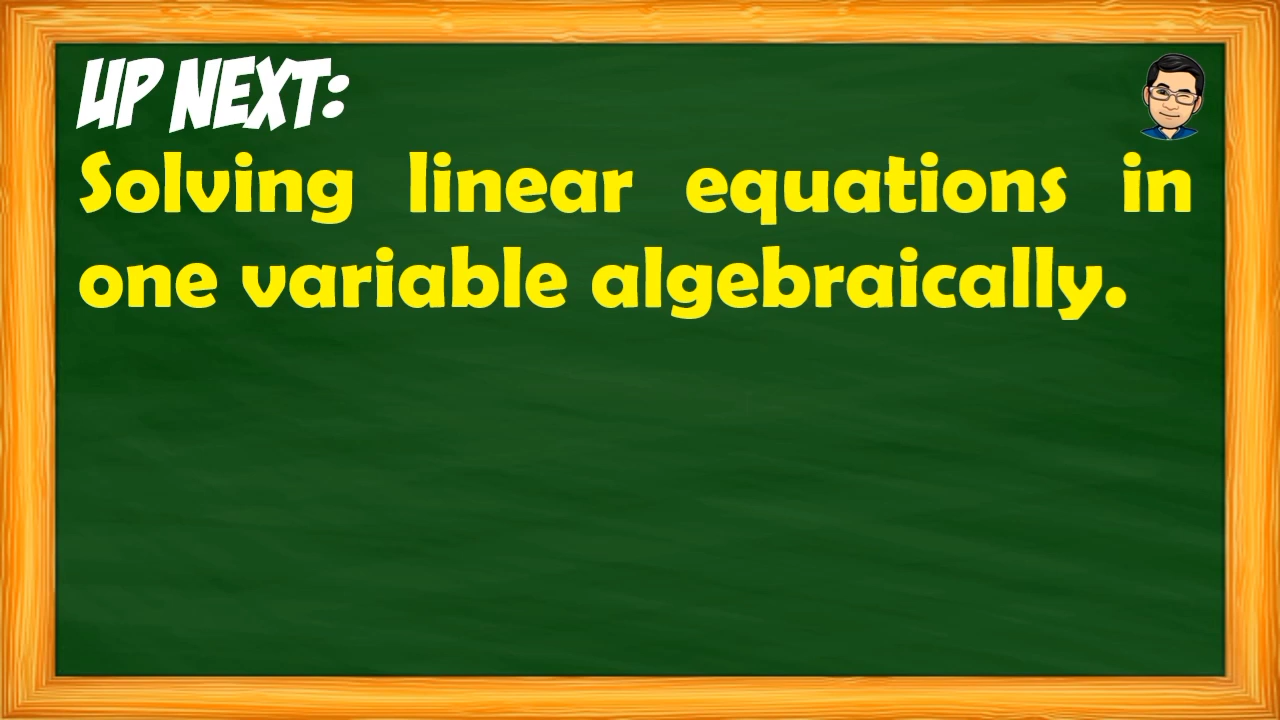 UP NEXT:
Solving linear equations in
one variable algebraically.